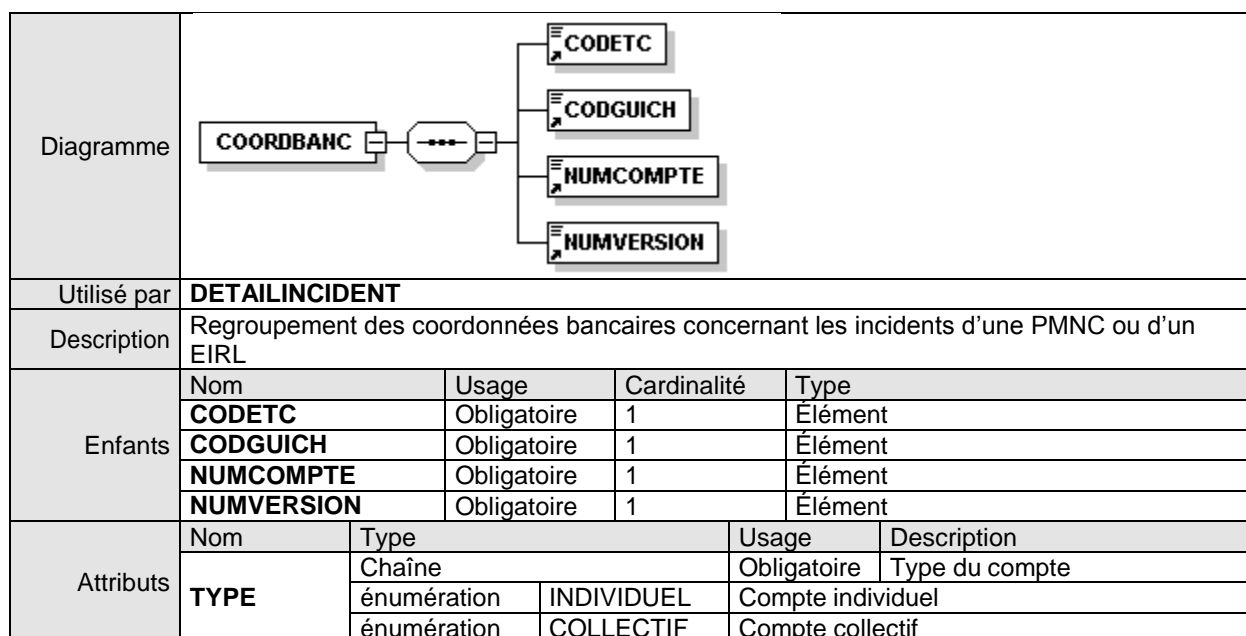 Diagramme
COORDBANC
CODETC
CODGUICH
NUMCOMPTE
NUMVERSION
Utilisé par DETAILINCIDENT
Description Regroupement des coordonnées bancaires concernant les incidents d’une PMNC ou d’un
EIRL
Enfants
Nom Usage Cardinalité Type
CODETC Obligatoire 1 Élément
CODGUICH Obligatoire 1 Élément
NUMCOMPTE Obligatoire 1 Élément
NUMVERSION Obligatoire 1 Élément
Attributs
Nom Type Usage Description
TYPE
Chaîne Obligatoire Type du compte
énumération INDIVIDUEL Compte individuel
énumération COLLECTIF Compte collectif